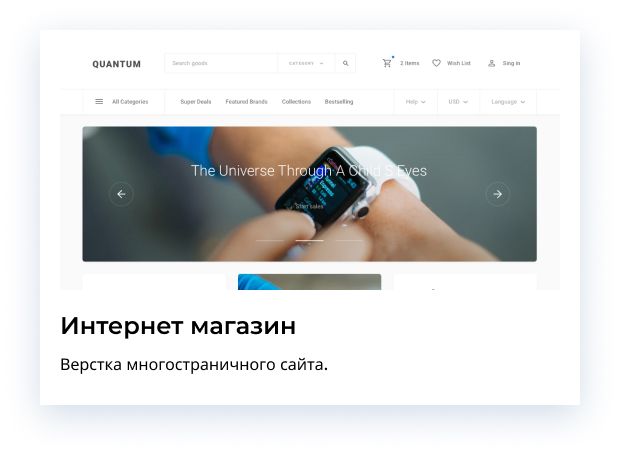 QUANTUM
Search goods
CATEGORY
2 Items
Wish List
Sing in
All Categories
Super Deals
Featured Brands
Collections
Bestselling
Help
USD
Language
The Universe Through A Child S Eyes
Start sales
Интернет магазин
Верстка многостраничного сайта.